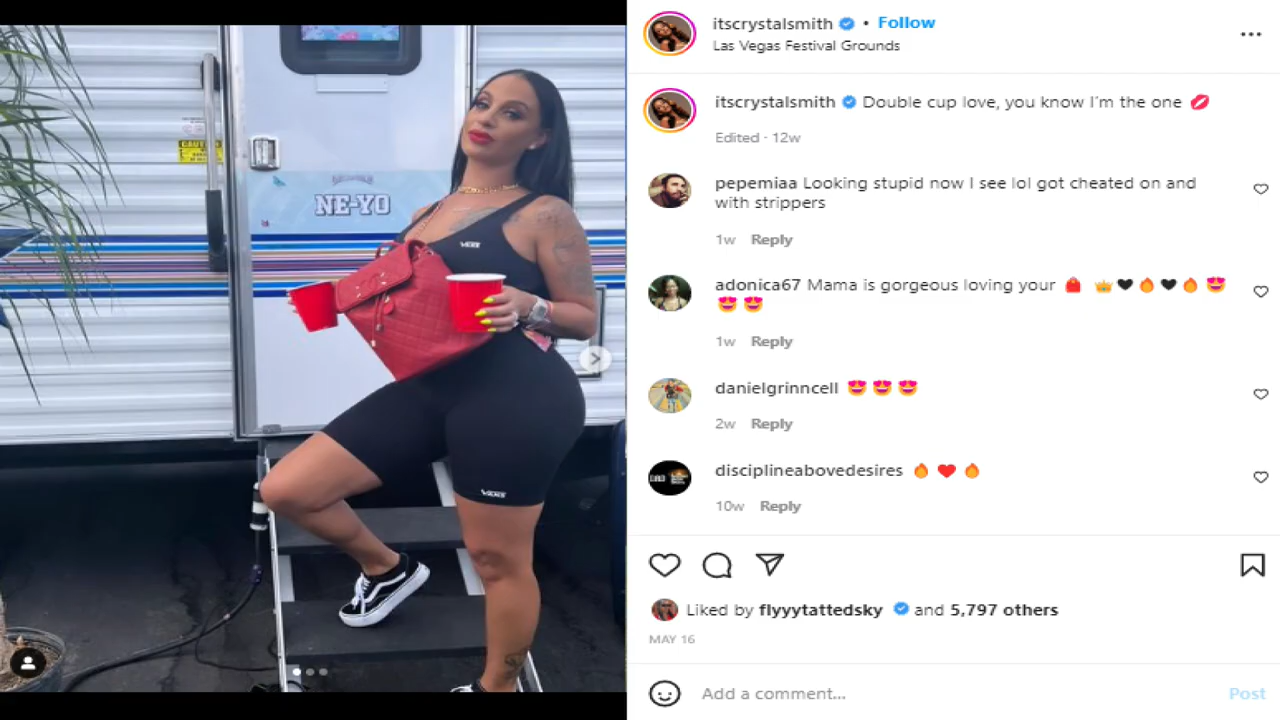 itscrystalsmith • Follow
Las Vegas Festival Grounds
itscrystalsmith Double cup love, you know I'm the one 💋
Edited · 12w
pepemiaa Looking stupid now I see lol got cheated on and
with strippers
1w Reply
adonica67 Mama is gorgeous loving your 👜 👑🖤🔥🖤🔥😍
😍😍
1w Reply
danielgrinncell 😍😍😍
2w Reply
disciplineabovedesires 🔥❤️🔥
10w Reply
Liked by flyyytattedsky and 5,797 others
MAY 16
Add a comment... Post
CAUTION
NE-YO
VANS
VANS